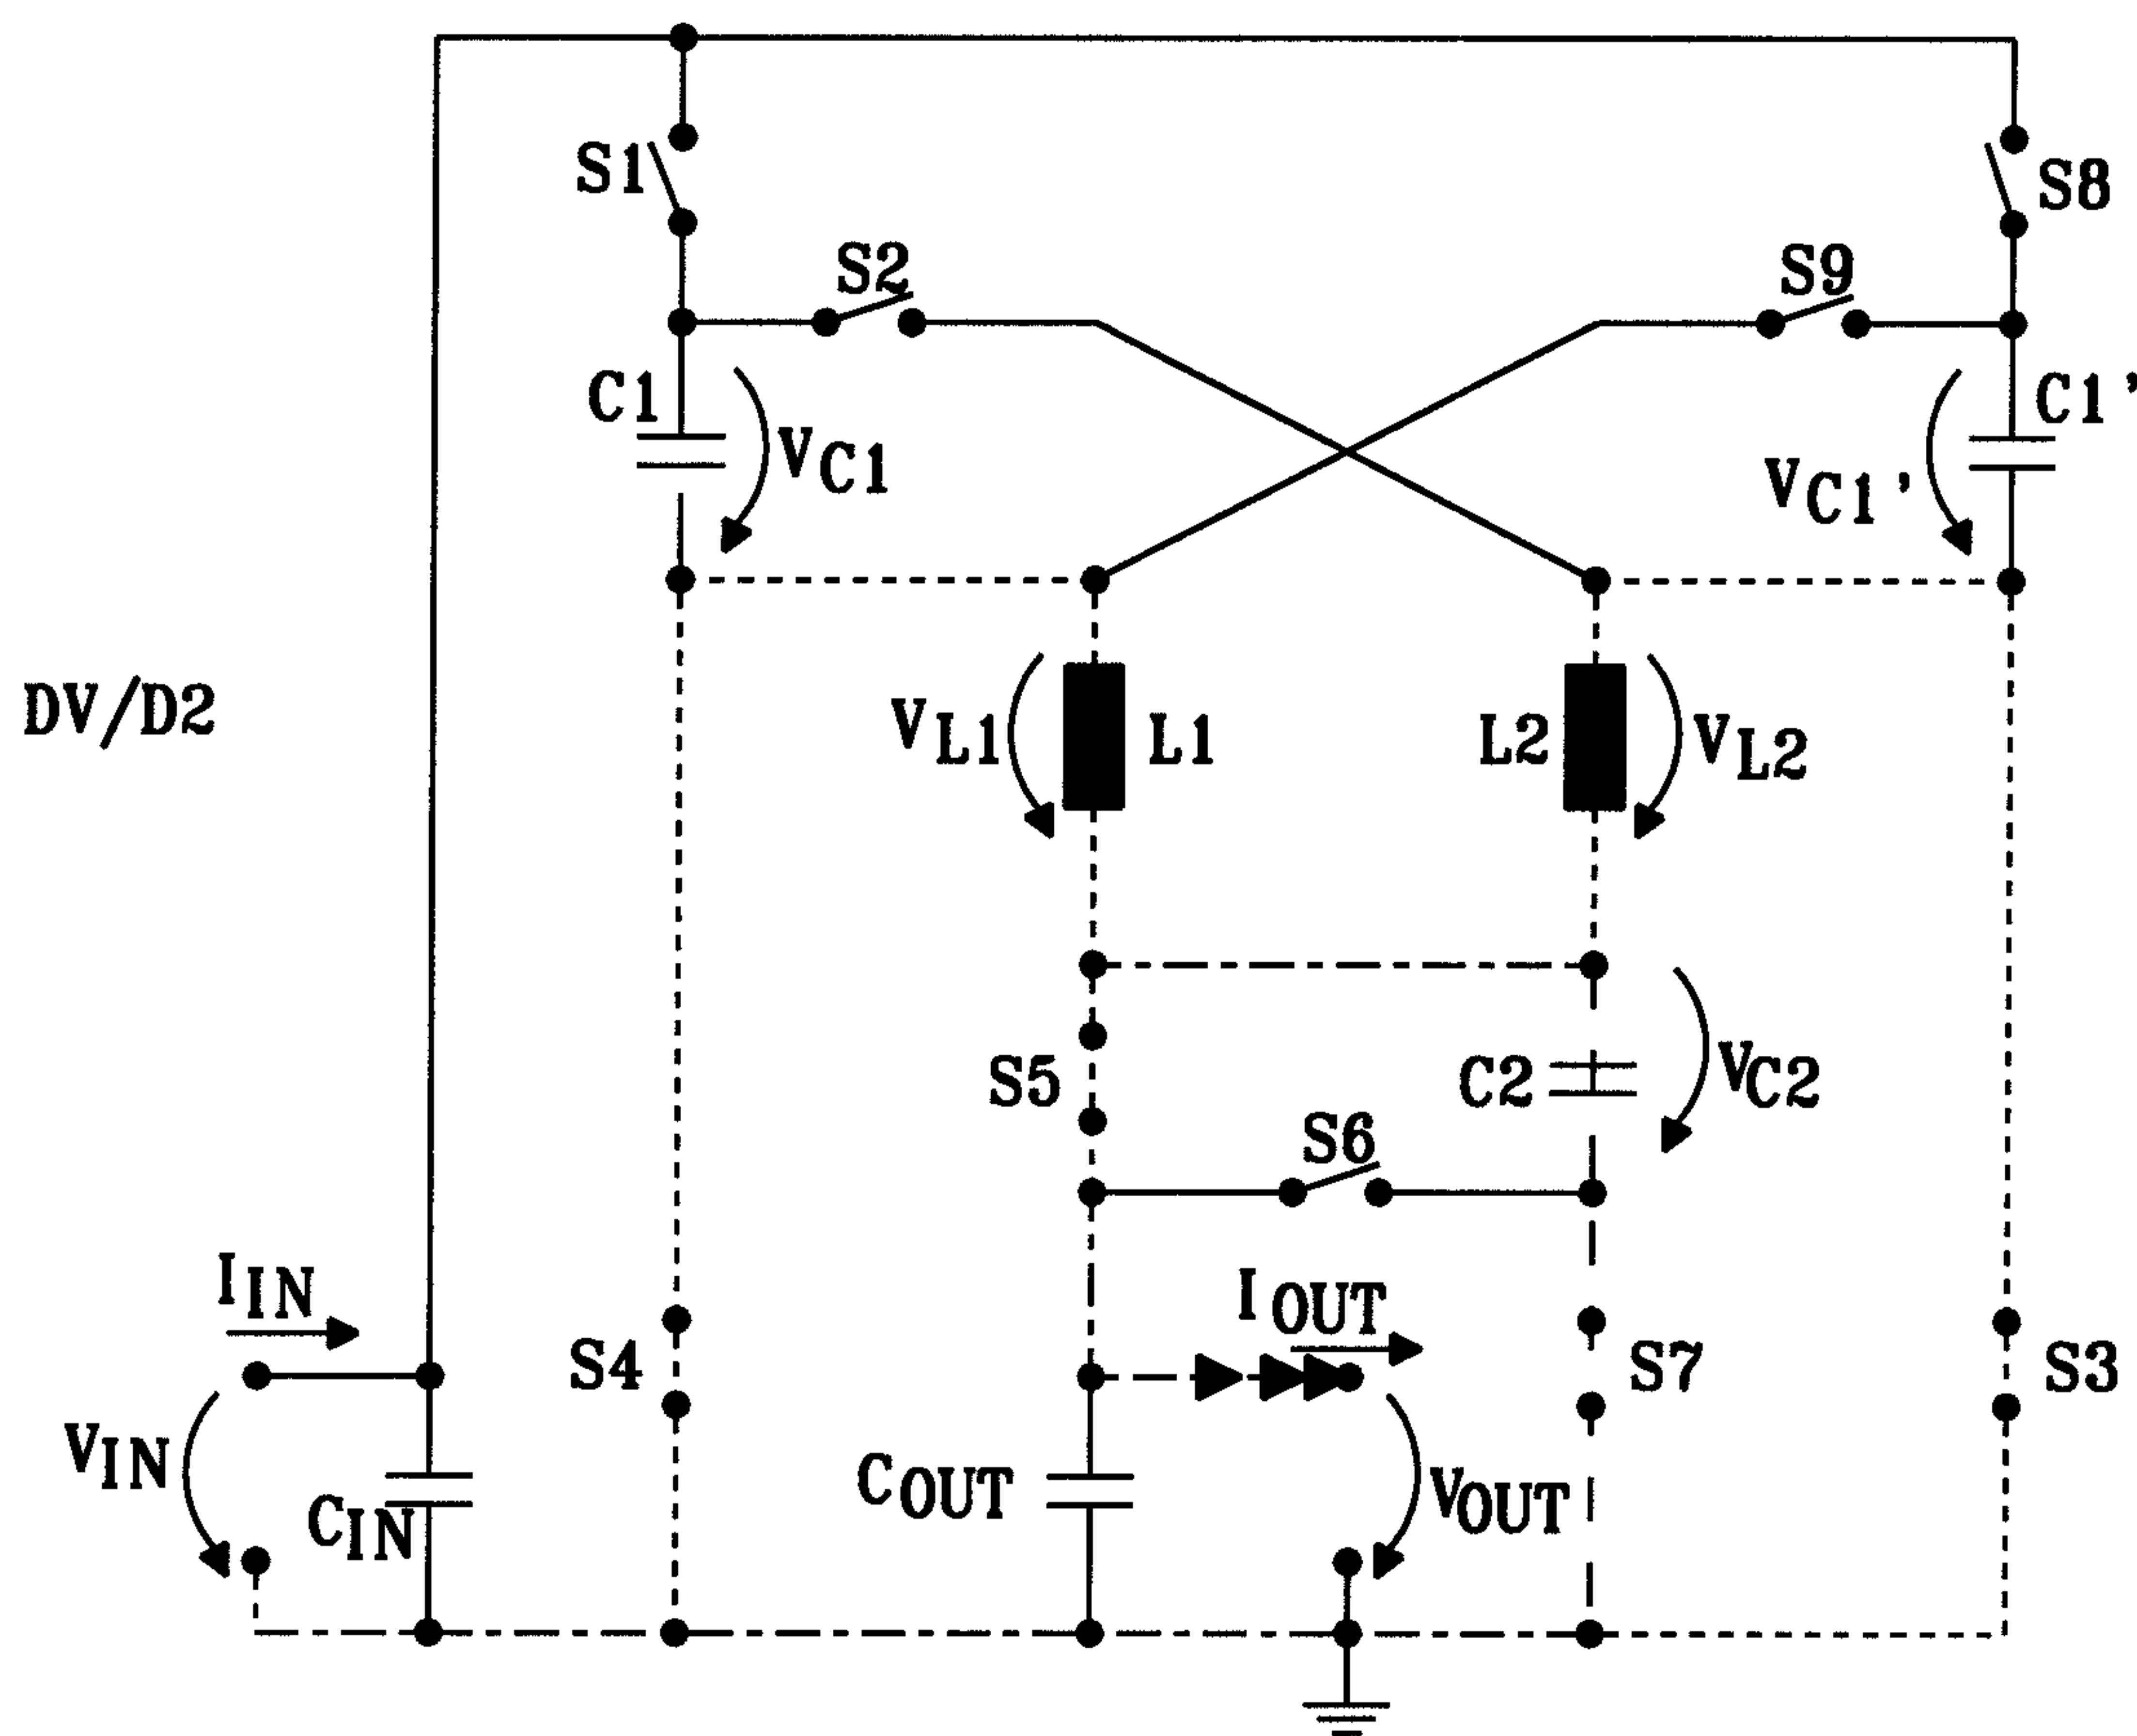 S1
S8
S2
S9
C1
VC1
C1'
VC1'
DV/D2
VL1
L1
L2
VL2
S5
C2
VC2
S6
IIN
IOUT
S4
S7
S3
VIN
CIN
COUT
VOUT